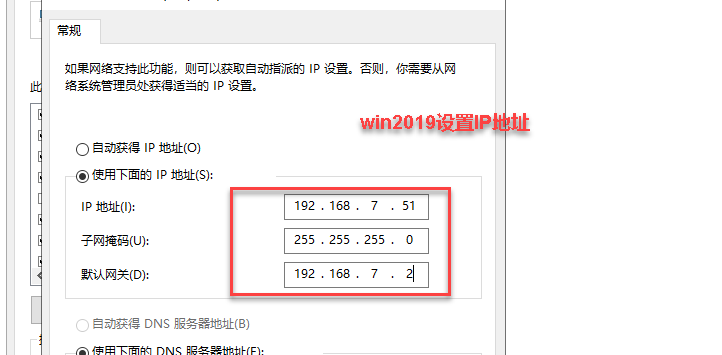 常规
如果网络支持此功能，则可以获取自动指派的 IP 设置。否则，你需要从网
络系统管理员处获得适当的 IP 设置。
win2019设置IP地址
自动获得 IP 地址(O)
使用下面的 IP 地址(S):
IP 地址(I): 192 . 168 . 7 . 51
子网掩码(U): 255 . 255 . 255 . 0
默认网关(D): 192 . 168 . 7 . 2
自动获得 DNS 服务器地址(B)
使用下面的 DNS 服务器地址(E):